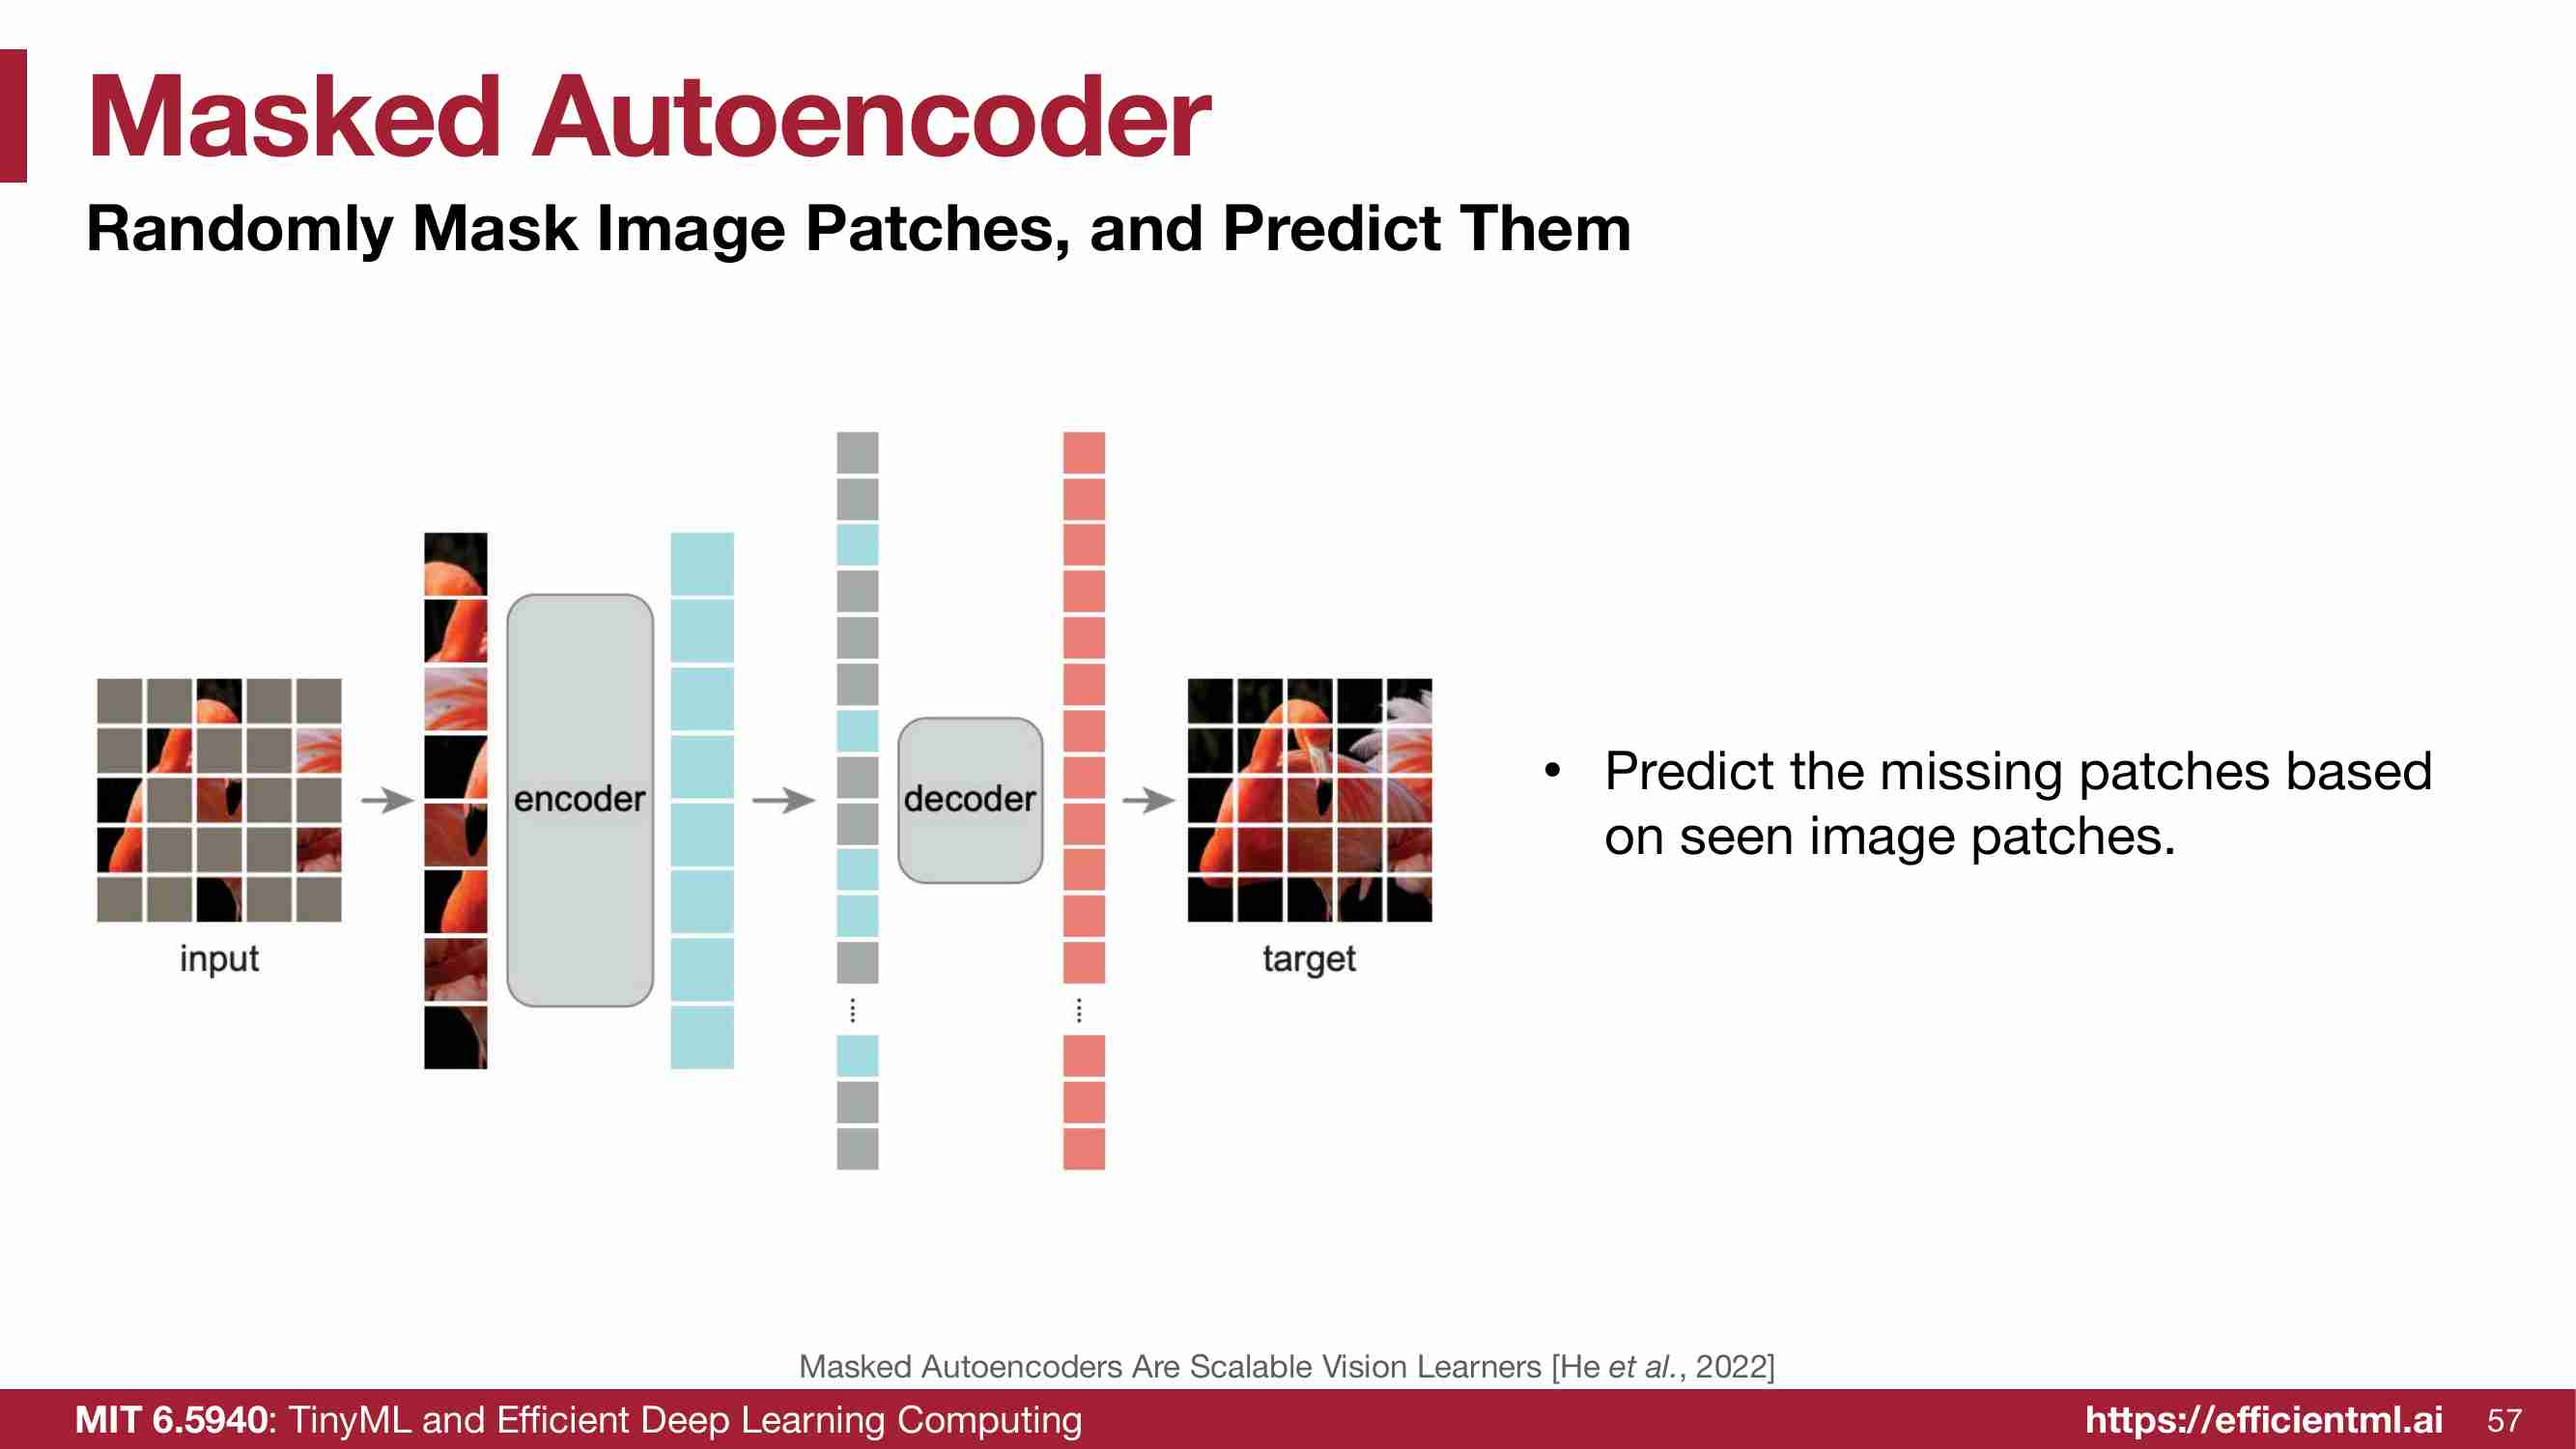 Masked Autoencoder
Randomly Mask Image Patches, and Predict Them
encoder
decoder
input
target
• Predict the missing patches based
on seen image patches.
Masked Autoencoders Are Scalable Vision Learners [He et al., 2022]
MIT 6.5940: TinyML and Efficient Deep Learning Computing
https://efficientml.ai 57